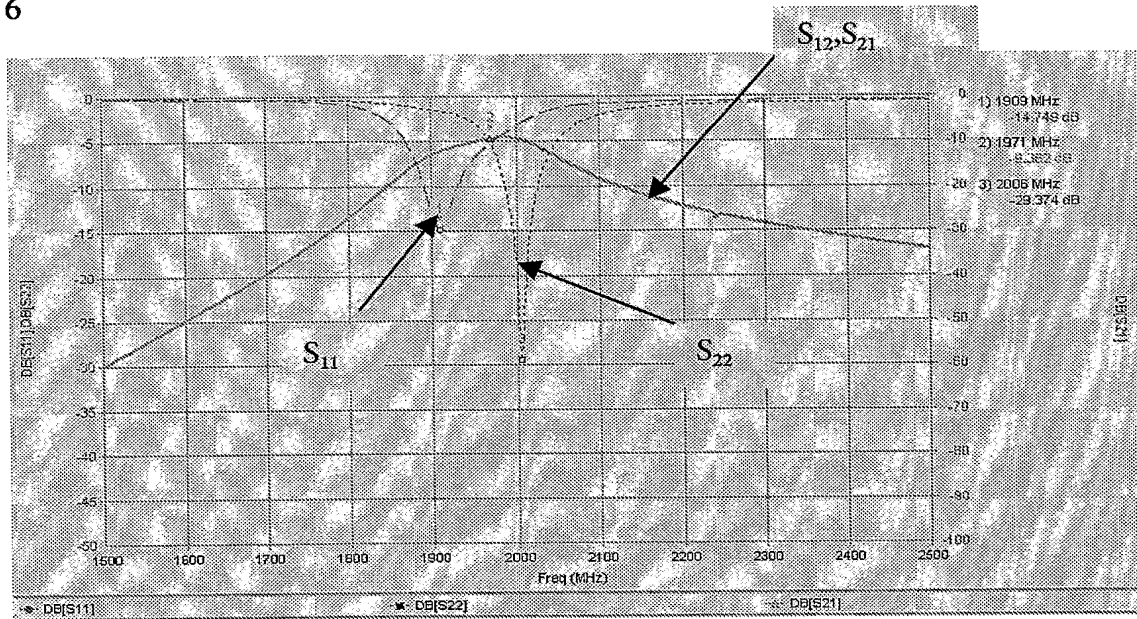 6
S12,S21
0
-5
-10
-15
-20
-25
-30
-35
-40
-45
-50
DB[S11] DB[S22]
0
-10
-20
-30
-40
-50
-60
-70
-80
-90
-100
DB[S21]
1) 1909 MHz
-14.749 dB
2) 1971 MHz
-9.362 dB
3) 2006 MHz
-29.374 dB
S11
S22
1500
1600
1700
1800
1900
2000
2100
2200
2300
2400
2500
Freq (MHz)
DB[S11]
DB[S22]
DB[S21]